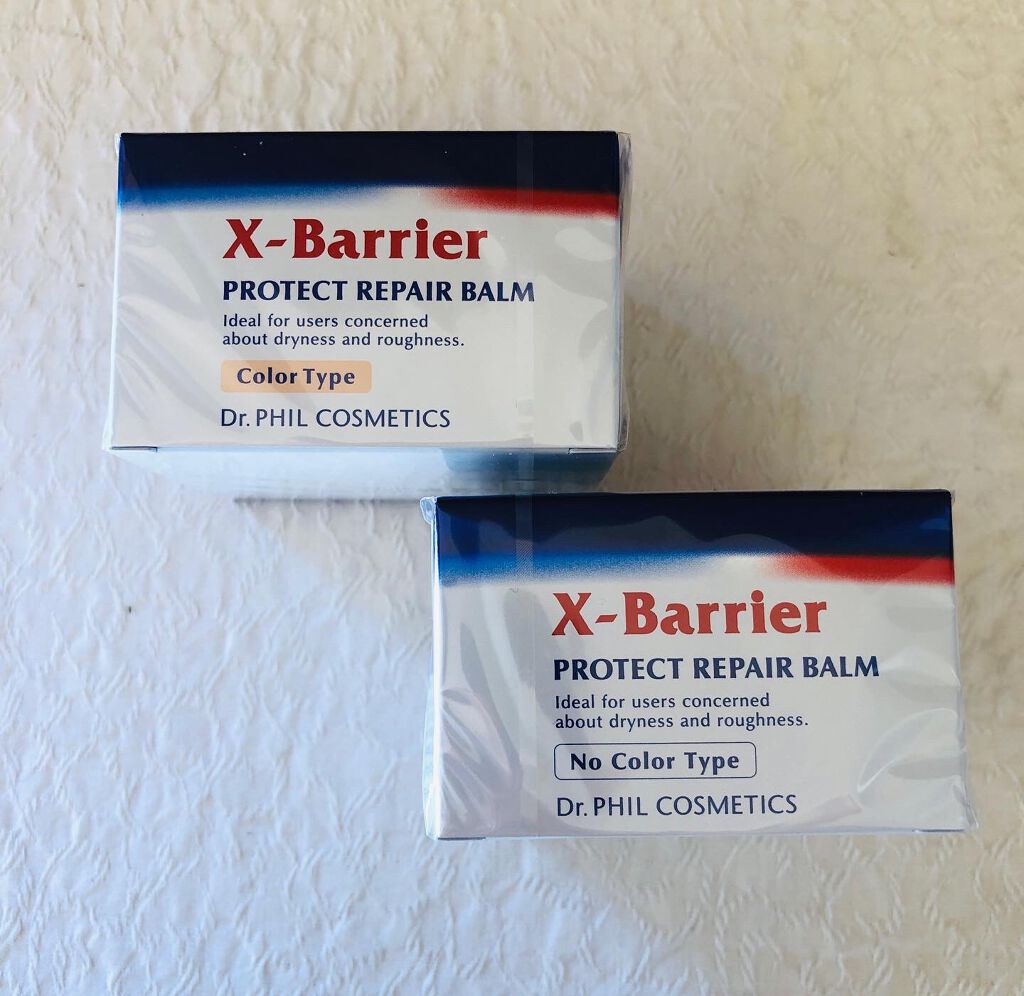 X-Barrier
PROTECT REPAIR BALM
Ideal for users concerned
about dryness and roughness.
Color Type
Dr. PHIL COSMETICS
X-Barrier
PROTECT REPAIR BALM
Ideal for users concerned
about dryness and roughness.
No Color Type
Dr. PHIL COSMETICS